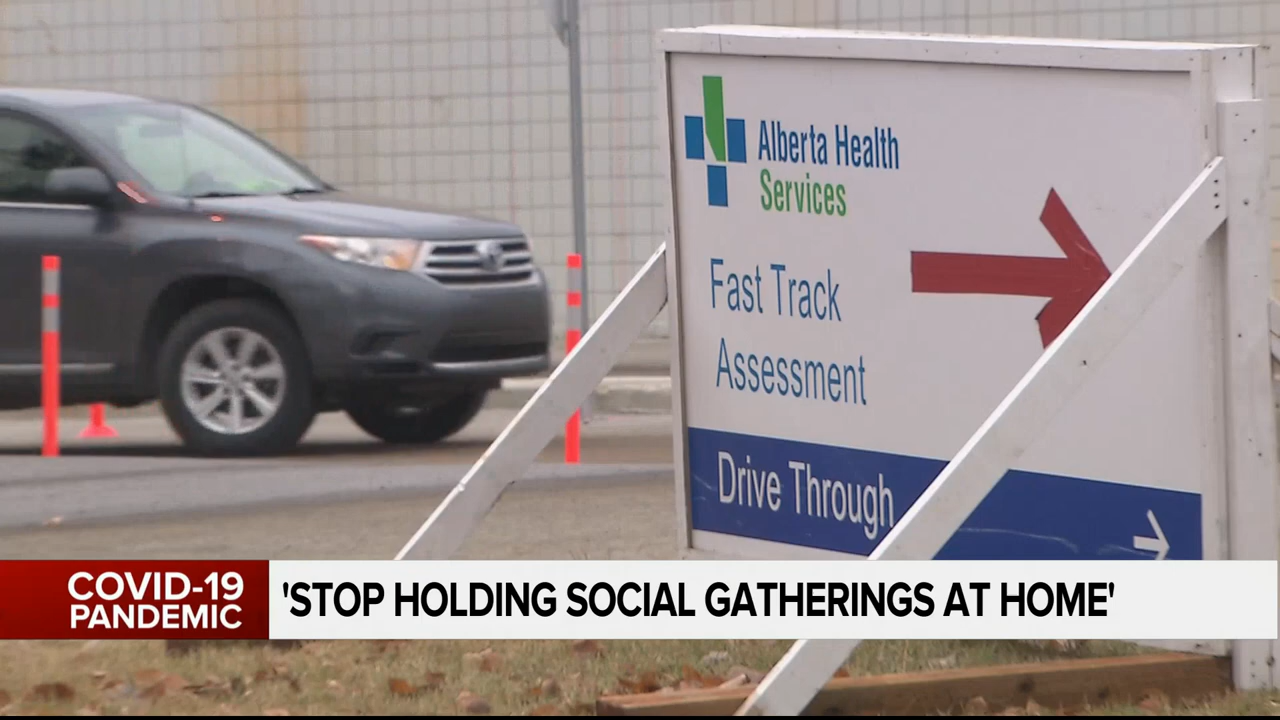 Alberta Health
Services
Fast Track
Assessment
Drive Through
COVID-19
PANDEMIC
'STOP HOLDING SOCIAL GATHERINGS AT HOME'